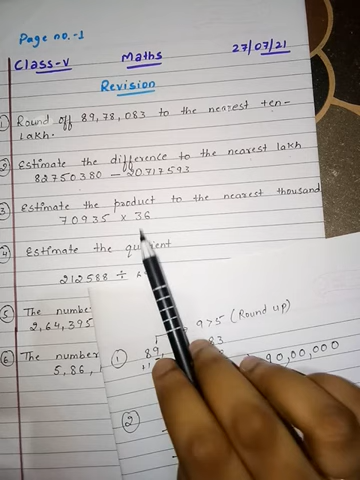 Page no.-1
Class-V Maths 27/07/21
Revision
① Round off 89,78,083 to the nearest ten-
Lakh.
② Estimate the difference to the nearest lakh
82750380 - 20717593
③ Estimate the product to the nearest thousand
70935 × 36
④ Estimate the
212588 ÷
⑤ The number
2,64,395
⑥ The number
5,86,
9>5 (Round up)
① 89, 83
90,00,000
②